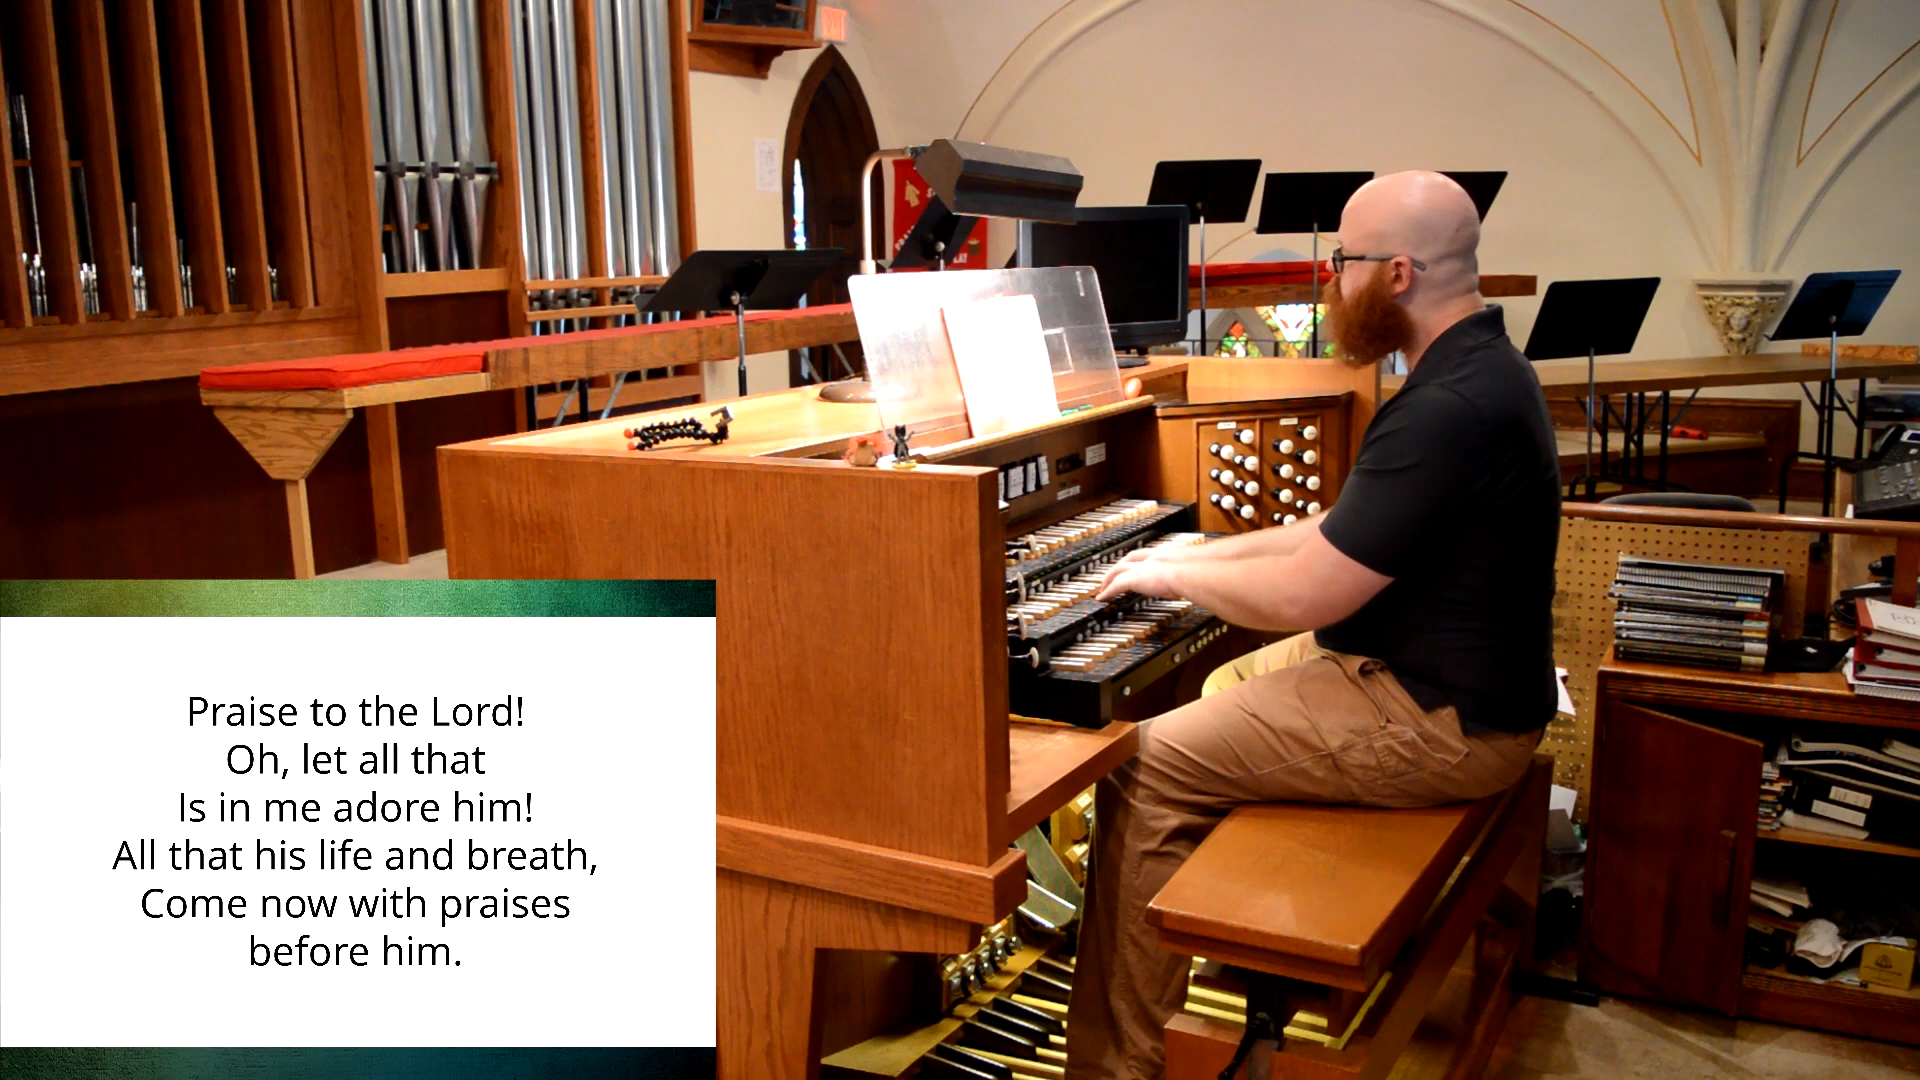 Praise to the Lord!
Oh, let all that
Is in me adore him!
All that his life and breath,
Come now with praises
before him.